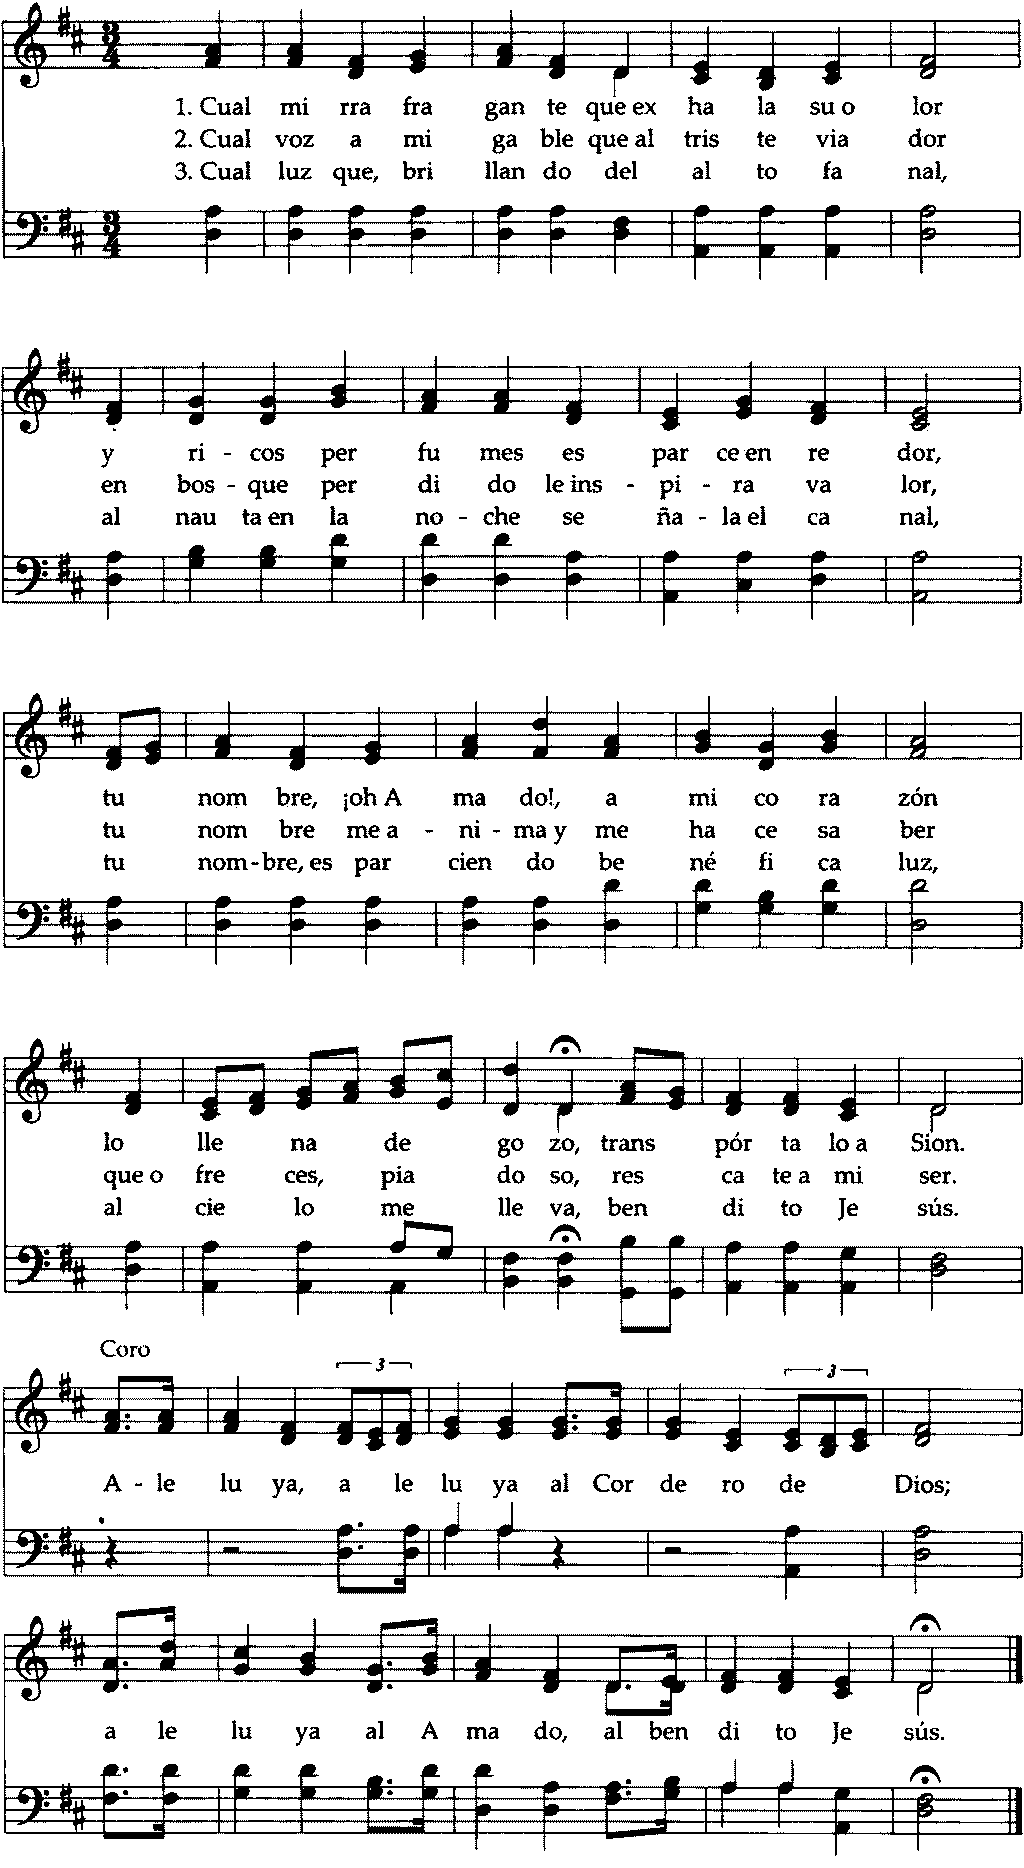 1. Cual mi rra fra gan te que ex ha la su o lor
2. Cual voz a mi ga ble que al tris te via dor
3. Cual luz que, bri llan do del al to fa nal,
y ri - cos per fu mes es par ce en re dor,
en bos - que per di do le ins - pi - ra va lor,
al nau ta en la no - che se ña - la el ca nal,
tu nom bre, ¡oh A ma do!, a mi co ra zón
tu nom bre me a - ni - ma y me ha ce sa ber
tu nom - bre, es par cien do be né fi ca luz,
lo lle na de go zo, trans pór ta lo a Sion.
que o fre ces, pia do so, res ca te a mi ser.
al cie lo me lle va, ben di to Je sús.
Coro
3 3
A - le lu ya, a le lu ya al Cor de ro de Dios;
a le lu ya al A ma do, al ben di to Je sús.